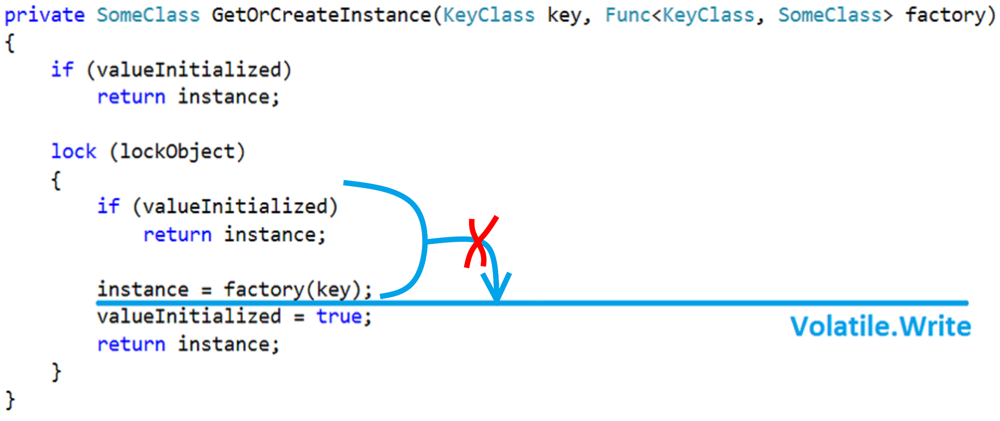 private SomeClass GetOrCreateInstance(KeyClass key, Func<KeyClass, SomeClass> factory)
{
if (valueInitialized)
return instance;
lock (lockObject)
{
if (valueInitialized)
return instance;
instance = factory(key);
valueInitialized = true;
Volatile.Write
return instance;
}
}